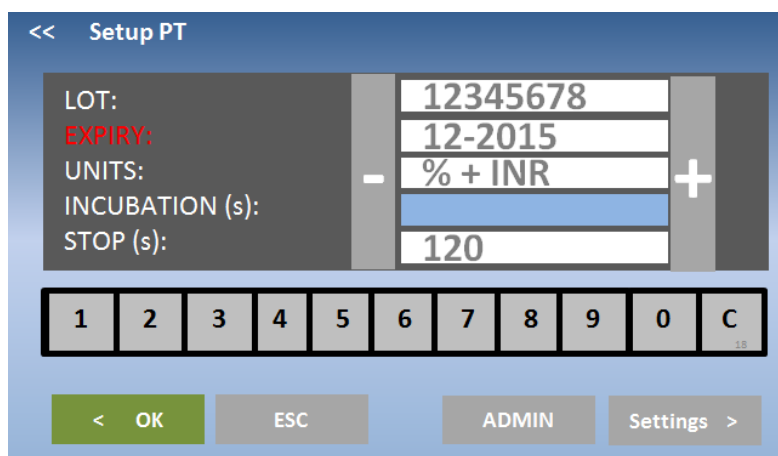 << Setup PT
LOT: 12345678
EXPIRY: 12-2015
UNITS: - % + INR +
INCUBATION (s):
STOP (s): 120
1 2 3 4 5 6 7 8 9 0 C
18
< OK ESC ADMIN Settings >